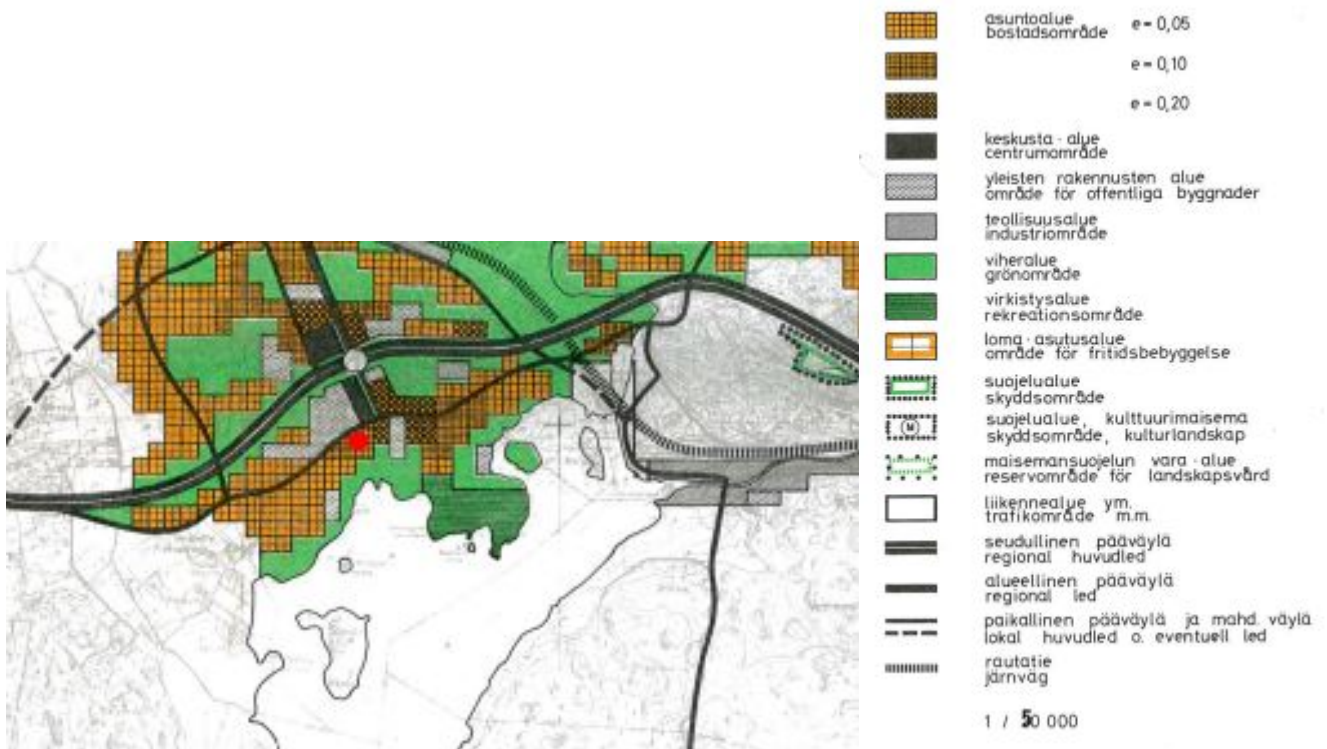 asuntoalue
bostadsområde e=0,05
e=0,10
e=0,20
keskusta-alue
centrumområde
yleisten rakennusten alue
område för offentliga byggnader
teollisuusalue
industriområde
viheralue
grönområde
virkistysalue
rekreationsområde
loma-asutusalue
område för fritidsbebyggelse
suojelualue
skyddsområde
suojelualue, kulttuurimaisema
skyddsområde, kulturlandskap
maisemansuojelun vara-alue
reservområde för landskapsvård
liikennealue ym.
trafikområde m.m.
seudullinen pääväylä
regional huvudled
alueellinen pääväylä
regional led
paikallinen pääväylä ja mahd. väylä
lokal huvudled o. eventuell led
rautatie
järnväg
1 / 50 000